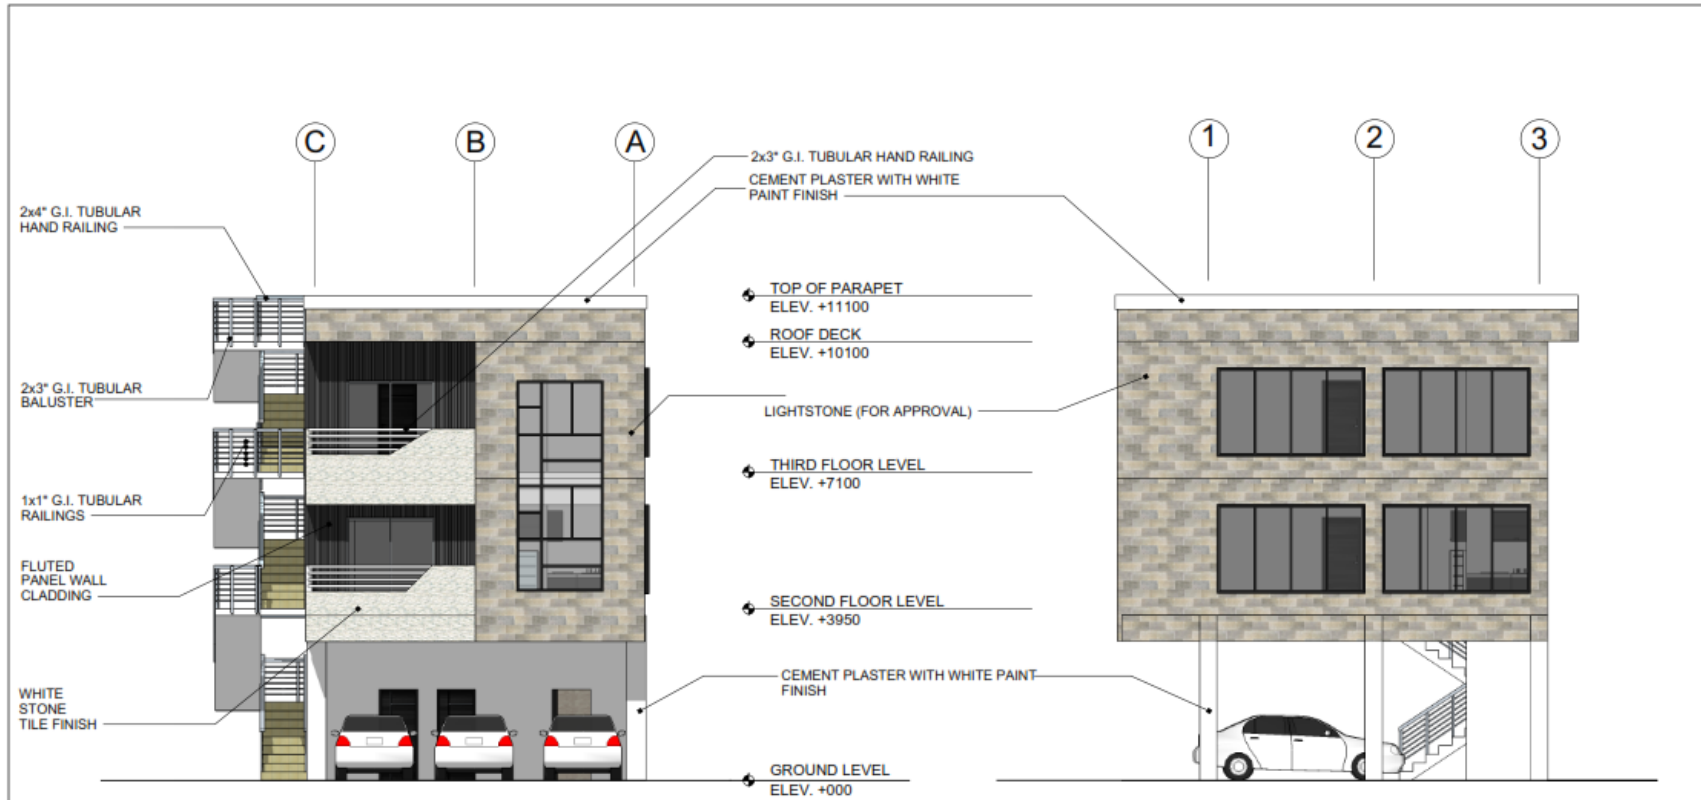 C
B
A
1
2
3
2x3" G.I. TUBULAR HAND RAILING
CEMENT PLASTER WITH WHITE
PAINT FINISH
2x4" G.I. TUBULAR
HAND RAILING
TOP OF PARAPET
ELEV. +11100
ROOF DECK
ELEV. +10100
2x3" G.I. TUBULAR
BALUSTER
LIGHTSTONE (FOR APPROVAL)
THIRD FLOOR LEVEL
ELEV. +7100
1x1" G.I. TUBULAR
RAILINGS
FLUTED
PANEL WALL
CLADDING
SECOND FLOOR LEVEL
ELEV. +3950
CEMENT PLASTER WITH WHITE PAINT
FINISH
WHITE
STONE
TILE FINISH
GROUND LEVEL
ELEV. +000